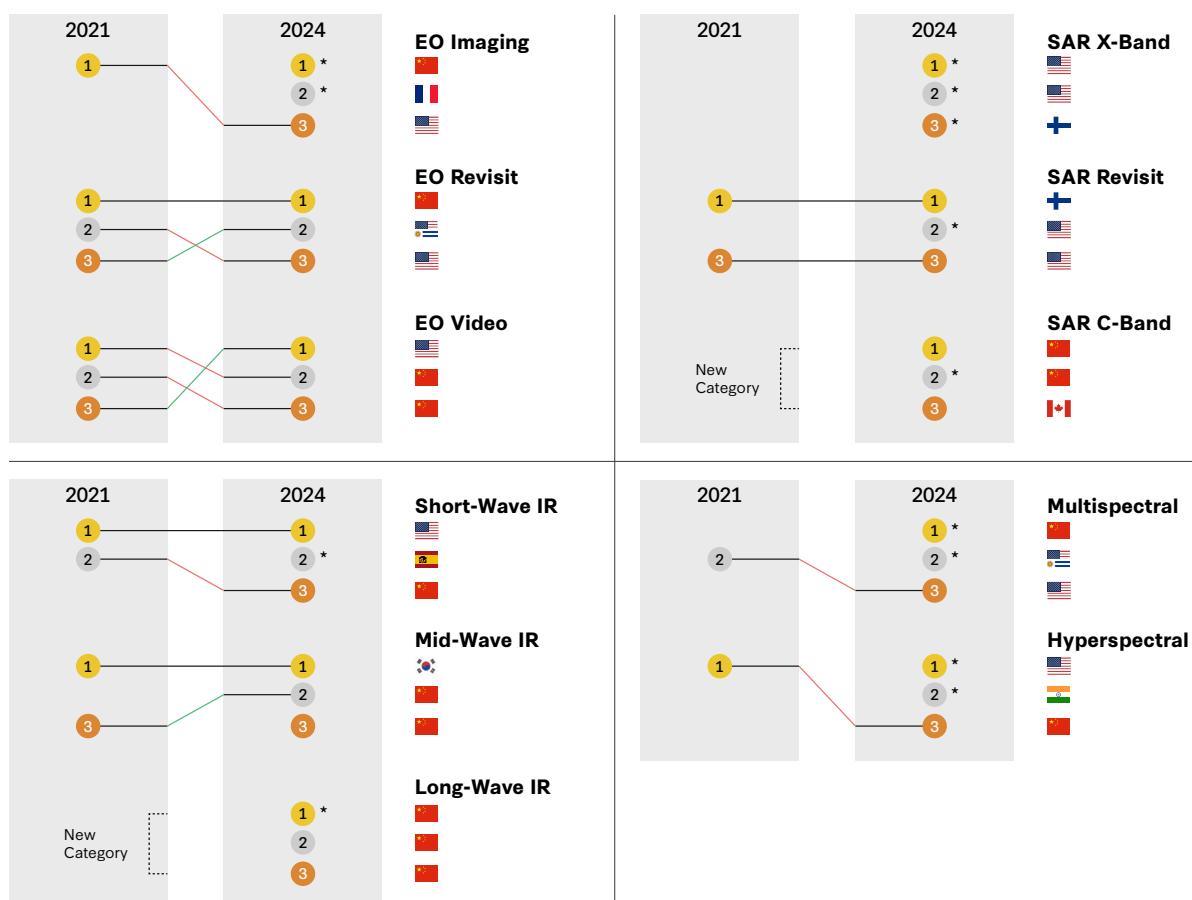 2021 2024
EO Imaging
1 1 *
2 *
3
EO Revisit
1 1
2 2
3 3
EO Video
1 1
2 2
3 3
2021 2024
SAR X-Band
1 *
2 *
3 *
SAR Revisit
1 1
2 *
3 3
SAR C-Band
1
New
Category
2 *
3
2021 2024
Short-Wave IR
1 1
2 2 *
3
Mid-Wave IR
1 1
2
3 3
Long-Wave IR
1 *
New
Category
2
3
2021 2024
Multispectral
1 *
2 2 *
3
Hyperspectral
1 1 *
2 *
3